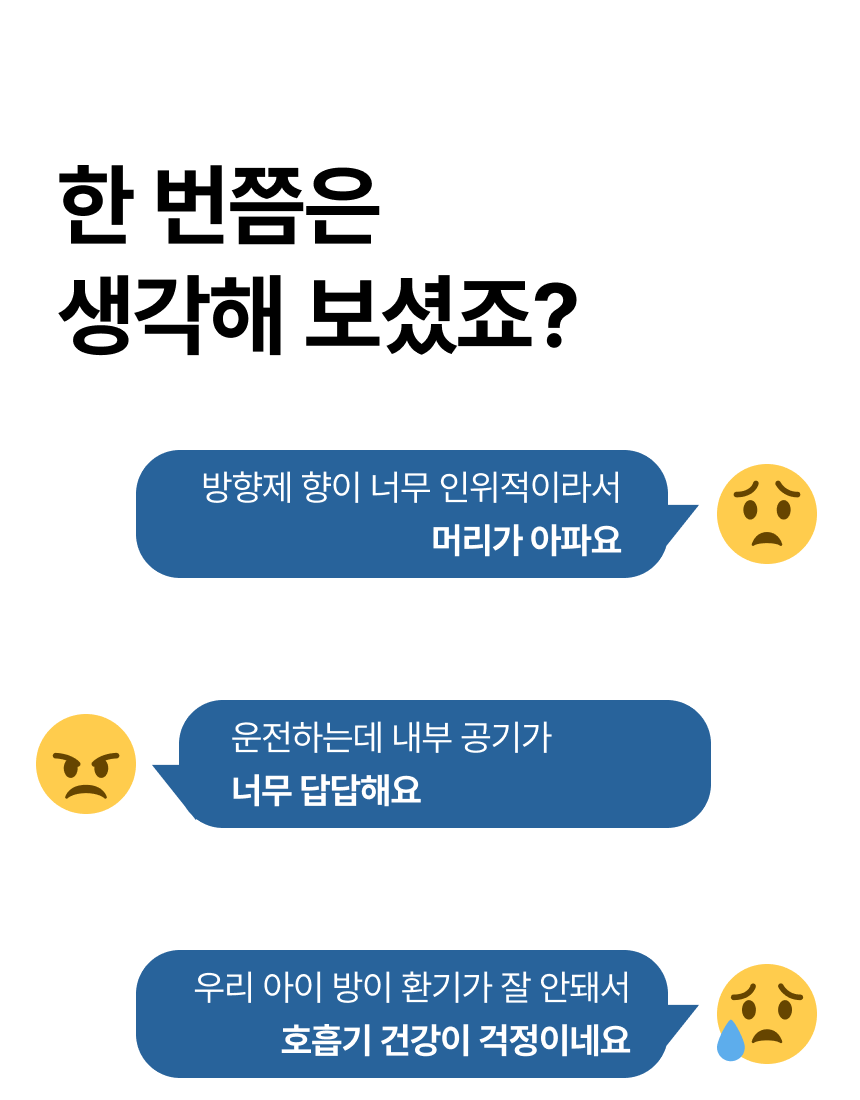 한 번쯤은
생각해 보셨죠?
방향제 향이 너무 인위적이라서
머리가 아파요
운전하는데 내부 공기가
너무 답답해요
우리 아이 방이 환기가 잘 안돼서
호흡기 건강이 걱정이네요